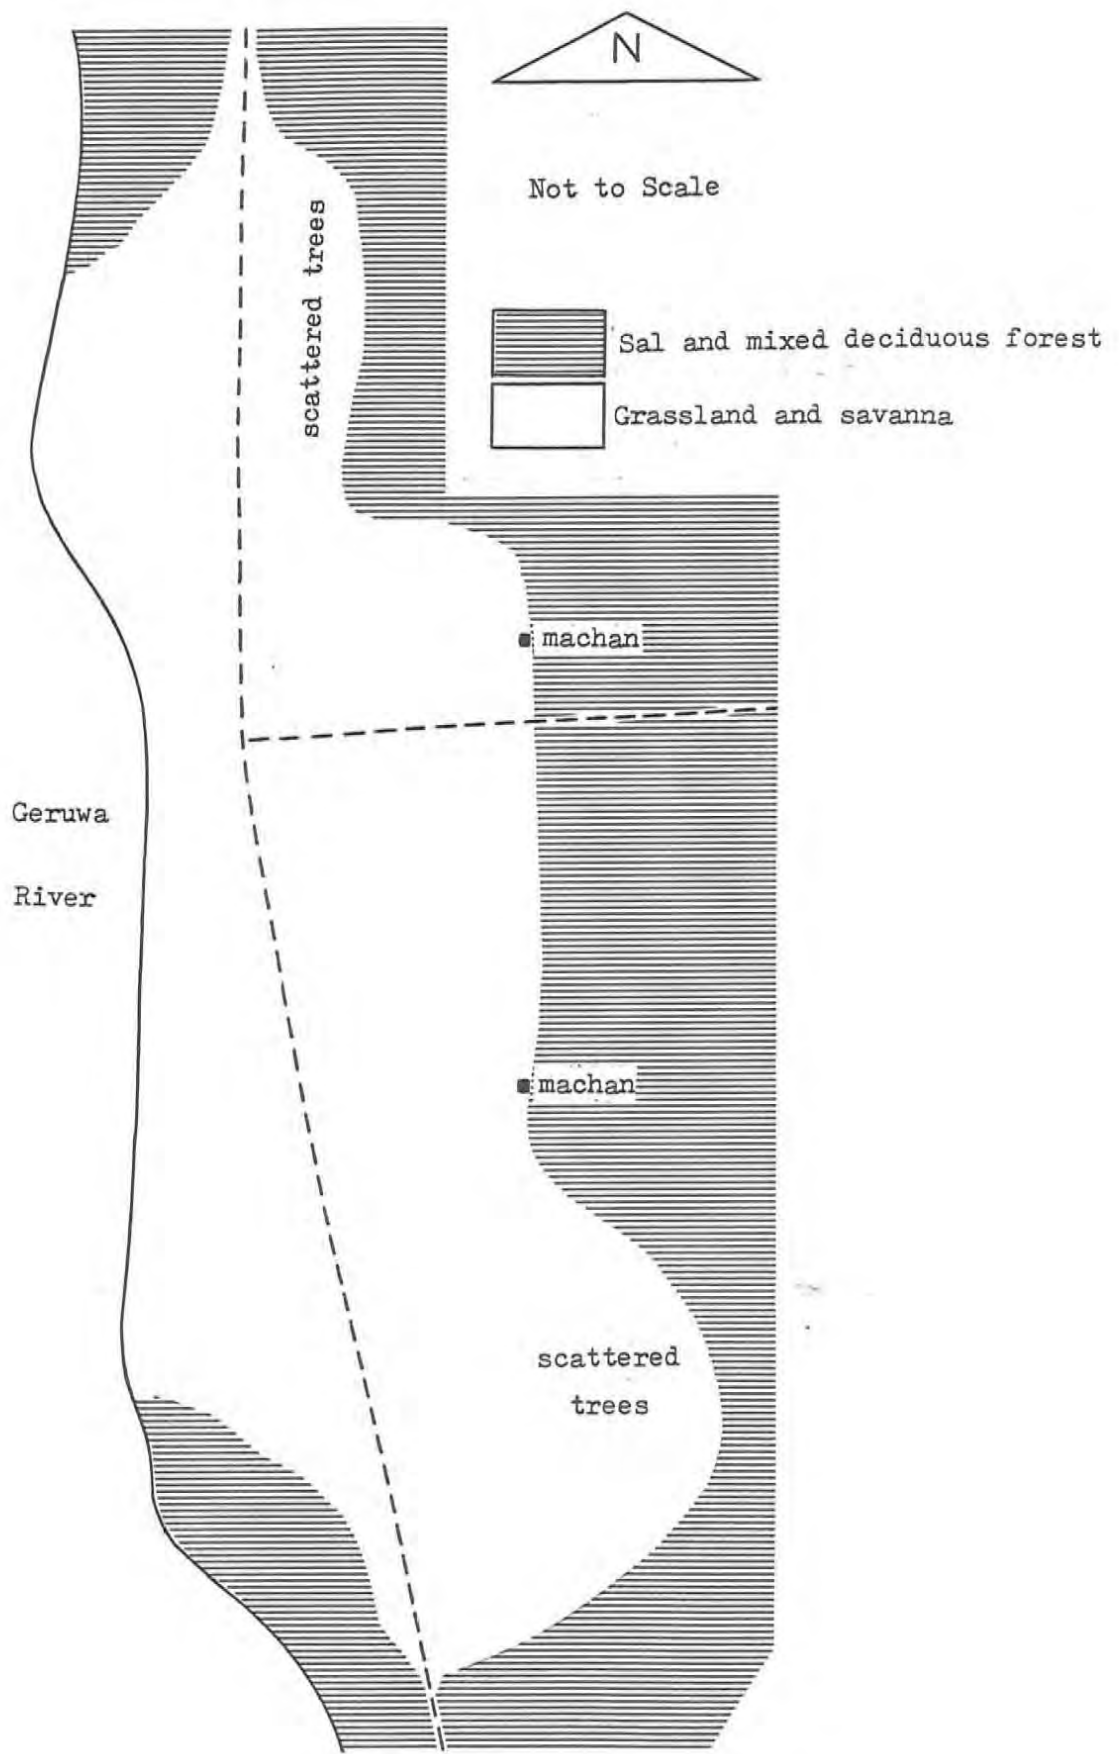 N
Not to Scale
scattered trees
Sal and mixed deciduous forest
Grassland and savanna
machan
Geruwa
River
machan
scattered
trees